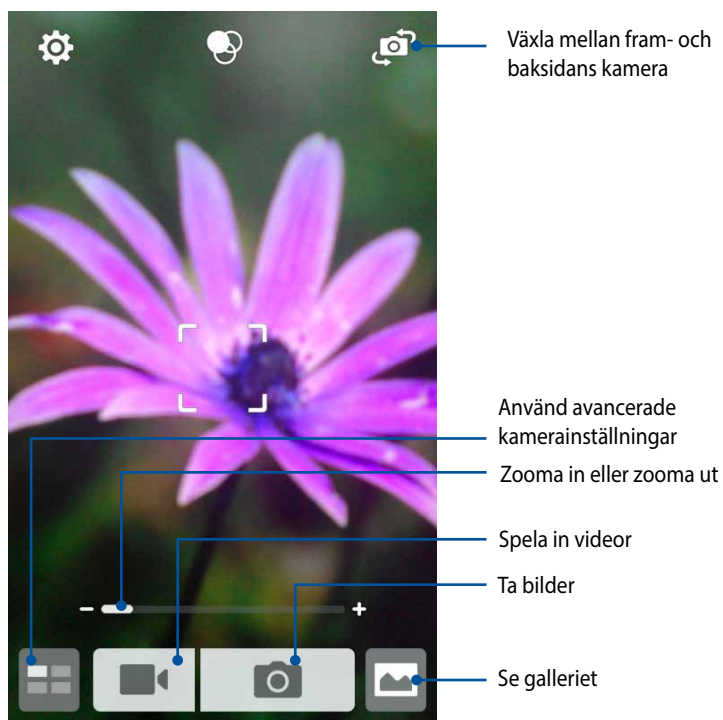 Växla mellan fram- och
baksidans kamera
Använd avancerade
kamerainställningar
Zooma in eller zooma ut
Spela in videor
Ta bilder
Se galleriet